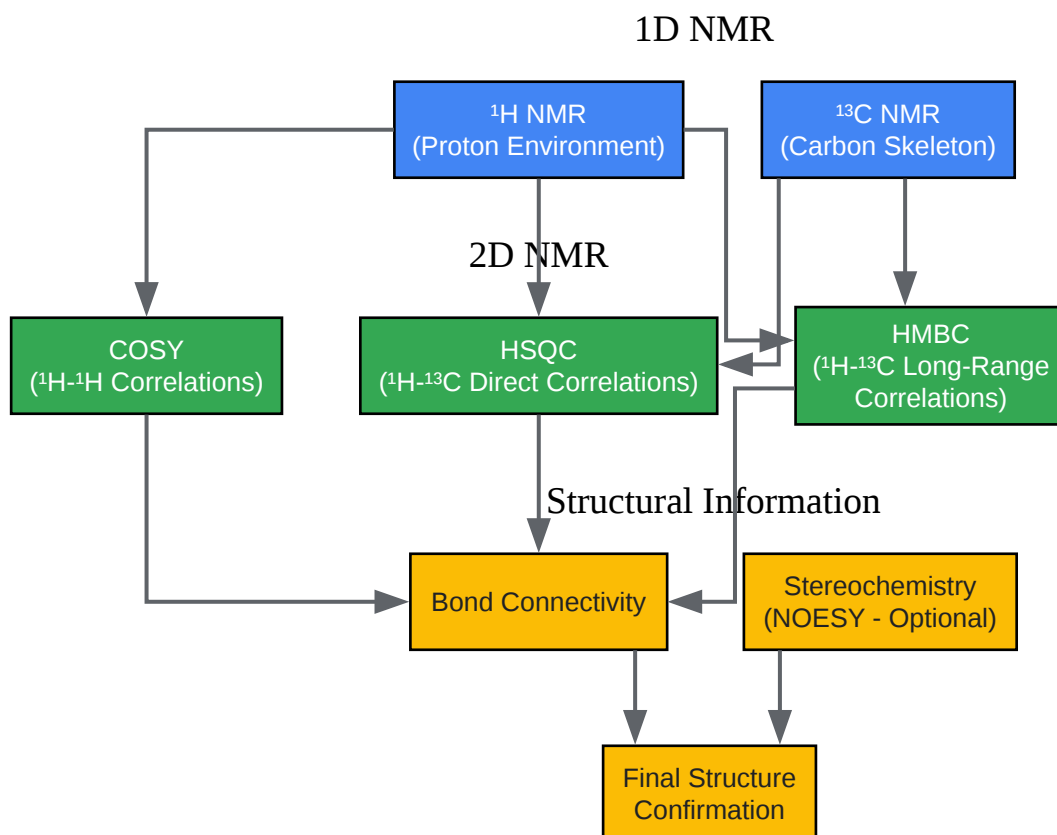 1D NMR
¹H NMR
(Proton Environment)
¹³C NMR
(Carbon Skeleton)
2D NMR
COSY
(¹H-¹H Correlations)
HSQC
(¹H-¹³C Direct Correlations)
HMBC
(¹H-¹³C Long-Range
Correlations)
Structural Information
Bond Connectivity
Stereochemistry
(NOESY - Optional)
Final Structure
Confirmation